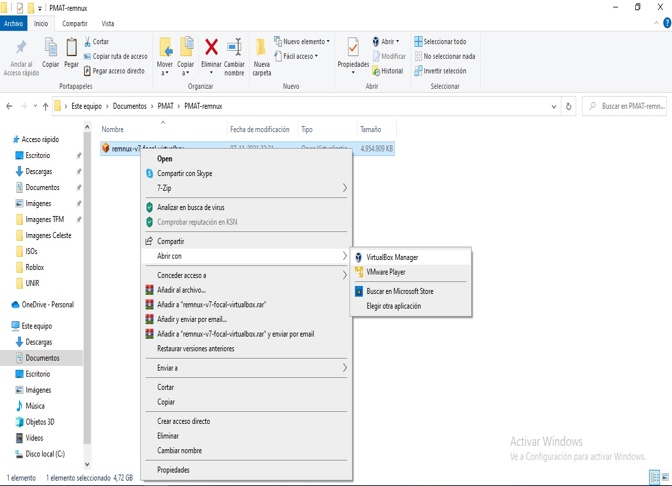 PMAT-remnux
Archivo Inicio Compartir Vista
Anclar al Acceso rápido
Copiar
Pegar
Cortar
Copiar ruta de acceso
Pegar acceso directo
Mover a
Copiar a
Eliminar
Cambiar nombre
Nueva carpeta
Nuevo elemento
Fácil acceso
Propiedades
Abrir
Modificar
Historial
Seleccionar todo
No seleccionar nada
Invertir selección
Portapapeles Organizar Nuevo Abrir Seleccionar
Este equipo > Documentos > PMAT > PMAT-remnux
Buscar en PMAT-remn...
Nombre Fecha de modificación Tipo Tamaño
remnux-v7-focal-virtualbox 4.954.909 KB
Acceso rápido
Escritorio
Descargas
Documentos
Imágenes
Imagenes TFM
Imagenes Celeste
ISOs
Roblox
UNIR
OneDrive - Personal
Este equipo
Descargas
Documentos
Escritorio
Imágenes
Música
Objetos 3D
Vídeos
Disco local (C:)
Open
Compartir con Skype
7-Zip
Analizar en busca de virus
Comprobar reputación en KSN
Compartir
Abrir con
Conceder acceso a
Añadir al archivo...
Añadir a "remnux-v7-focal-virtualbox.rar"
Añadir y enviar por email...
Añadir a "remnux-v7-focal-virtualbox.rar" y enviar por email
Restaurar versiones anteriores
Enviar a
Cortar
Copiar
Crear acceso directo
Eliminar
Cambiar nombre
Propiedades
VirtualBox Manager
VMware Player
Buscar en Microsoft Store
Elegir otra aplicación
Activar Windows
Ve a Configuración para activar Windows.
1 elemento 1 elemento seleccionado 4,72 GB